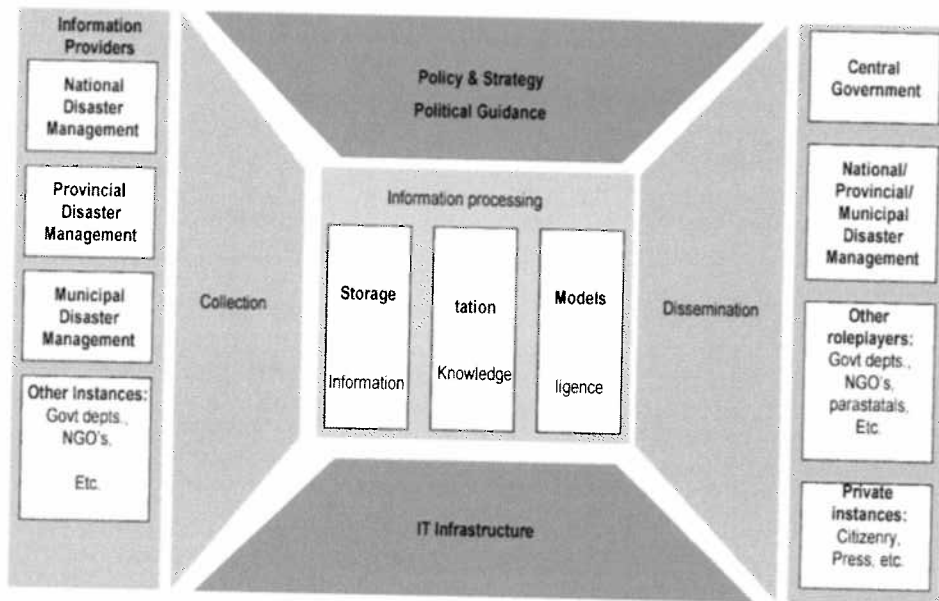 Information
Providers
National
Disaster
Management
Provincial
Disaster
Management
Municipal
Disaster
Management
Other Instances:
Govt depts.,
NGO's,
Etc.
Collection
Policy & Strategy
Political Guidance
Information processing
Storage
Information
tation
Knowledge
Models
ligence
IT Infrastructure
Dissemination
Central
Government
National/
Provincial/
Municipal
Disaster
Management
Other
roleplayers:
Govt depts.,
NGO's,
parastatals,
Etc.
Private
instances:
Citizenry,
Press, etc.